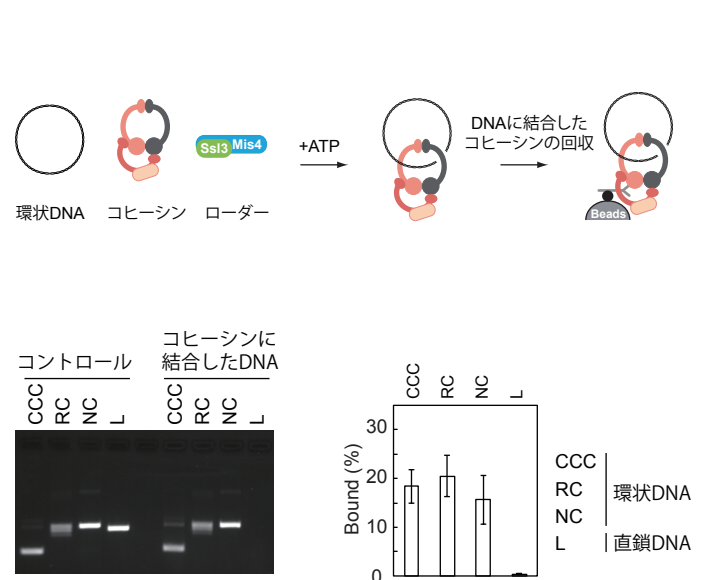 環状DNA
コヒーシン
Ssl3 Mis4
ローダー
+ATP
DNAに結合した
コヒーシンの回収
Beads
コントロール
コヒーシンに
結合したDNA
CCC
RC
NC
L
CCC
RC
NC
L
CCC
RC
NC
L
Bound (%)
30
20
10
0
CCC
RC
NC
環状DNA
L
直鎖DNA